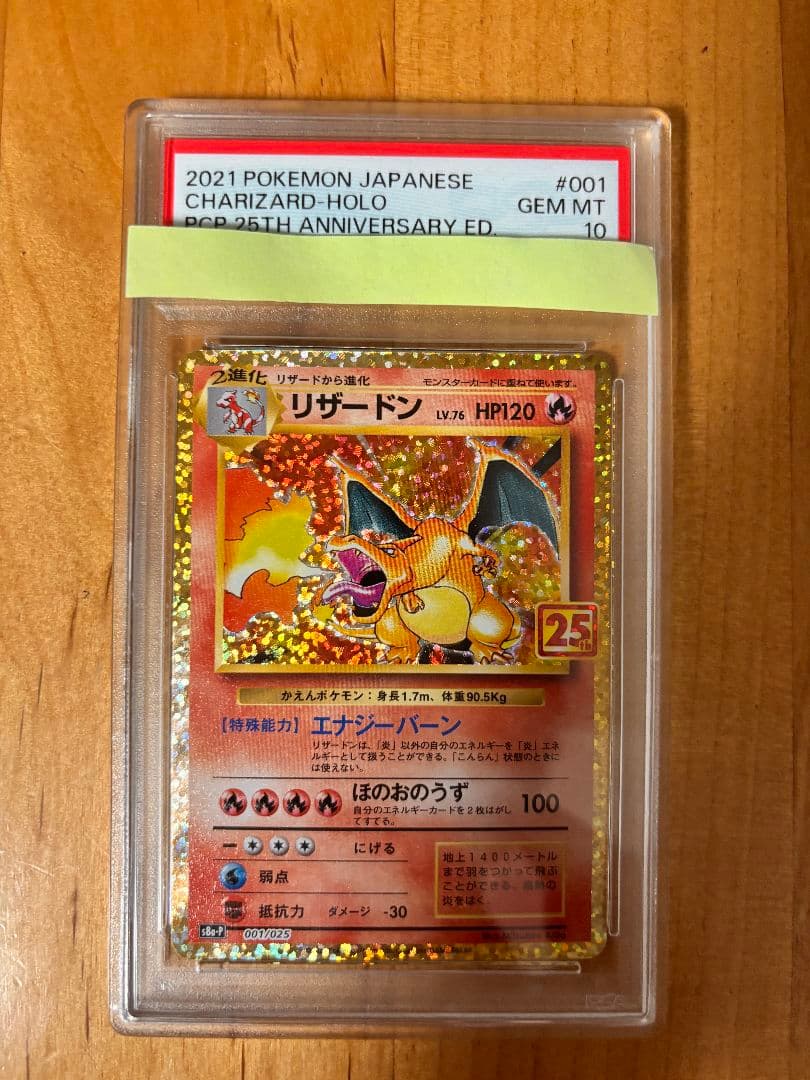 2021 POKEMON JAPANESE #001
CHARIZARD-HOLO GEM MT
PCP 25TH ANNIVERSARY ED. 10
2進化 リザードから進化 モンスターカードに重ねて使います。
リザードン LV.76 HP120
25th
かえんポケモン：身長1.7m、体重90.5Kg
【特殊能力】エナジーバーン
リザードンは、「炎」以外の自分のエネルギーを「炎」エネ
ルギーとして扱うことができる。「こんらん」状態のときに
は使えない。
ほのおのうず 100
自分のエネルギーカードを2枚はがし
てすてる。
にげる
弱点
抵抗力 ダメージ -30
地上1400メートル
まで羽をつかって飛ぶ
ことができる。高熱の
炎をはく。
s8a-P 001/025